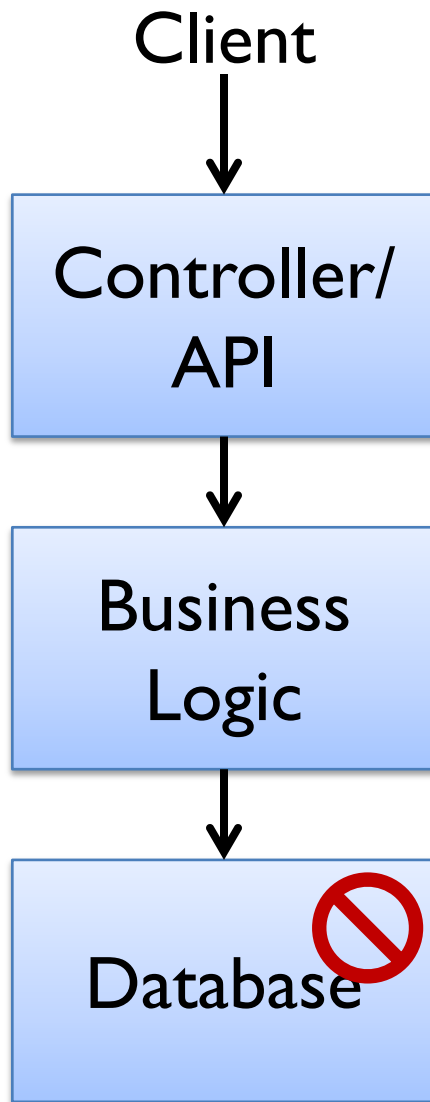 Client
Controller/
API
Business
Logic
Database